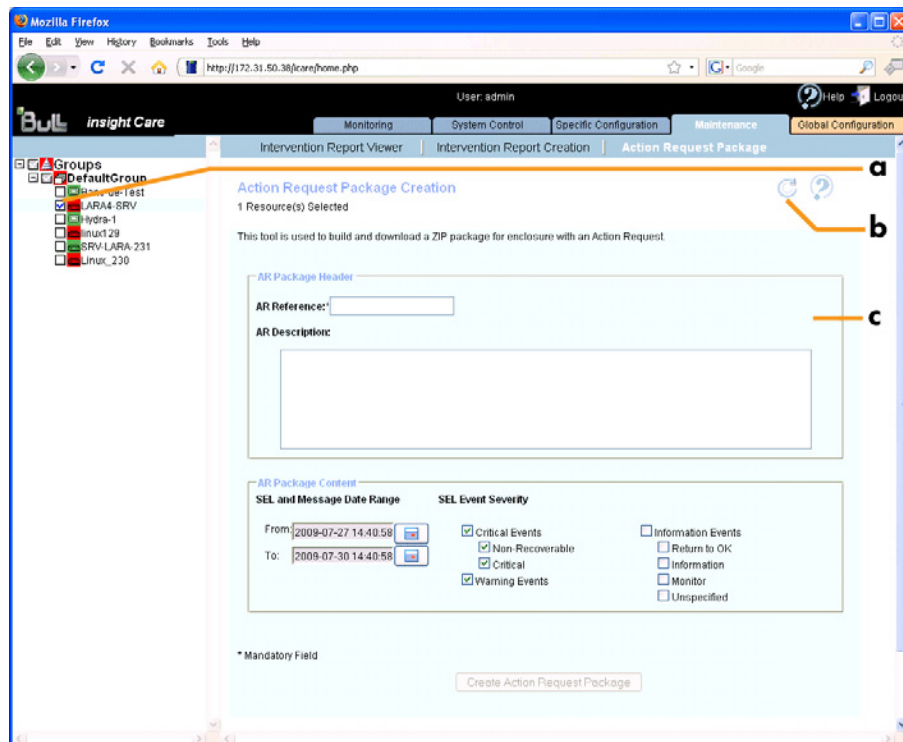 Mozilla Firefox
File Edit View History Bookmarks Tools Help
http://172.31.50.38/icare/home.php
Google
User: admin
Help Logou
Bull insight Care
Monitoring System Control Specific Configuration Maintenance Global Configuration
Intervention Report Viewer Intervention Report Creation Action Request Package
Groups
DefaultGroup
Banc-de-Test
LARA4-SRV
Hydra-1
linux129
SRV-LARA-231
Linux_230
a
b
c
Action Request Package Creation
1 Resource(s) Selected
This tool is used to build and download a ZIP package for enclosure with an Action Request.
AR Package Header
AR Reference:*
AR Description:
AR Package Content
SEL and Message Date Range SEL Event Severity
From: 2009-07-27 14:40:58 Critical Events Information Events
Non-Recoverable Return to OK
To: 2009-07-30 14:40:58 Critical Information
Warning Events Monitor
Unspecified
* Mandatory Field
Create Action Request Package